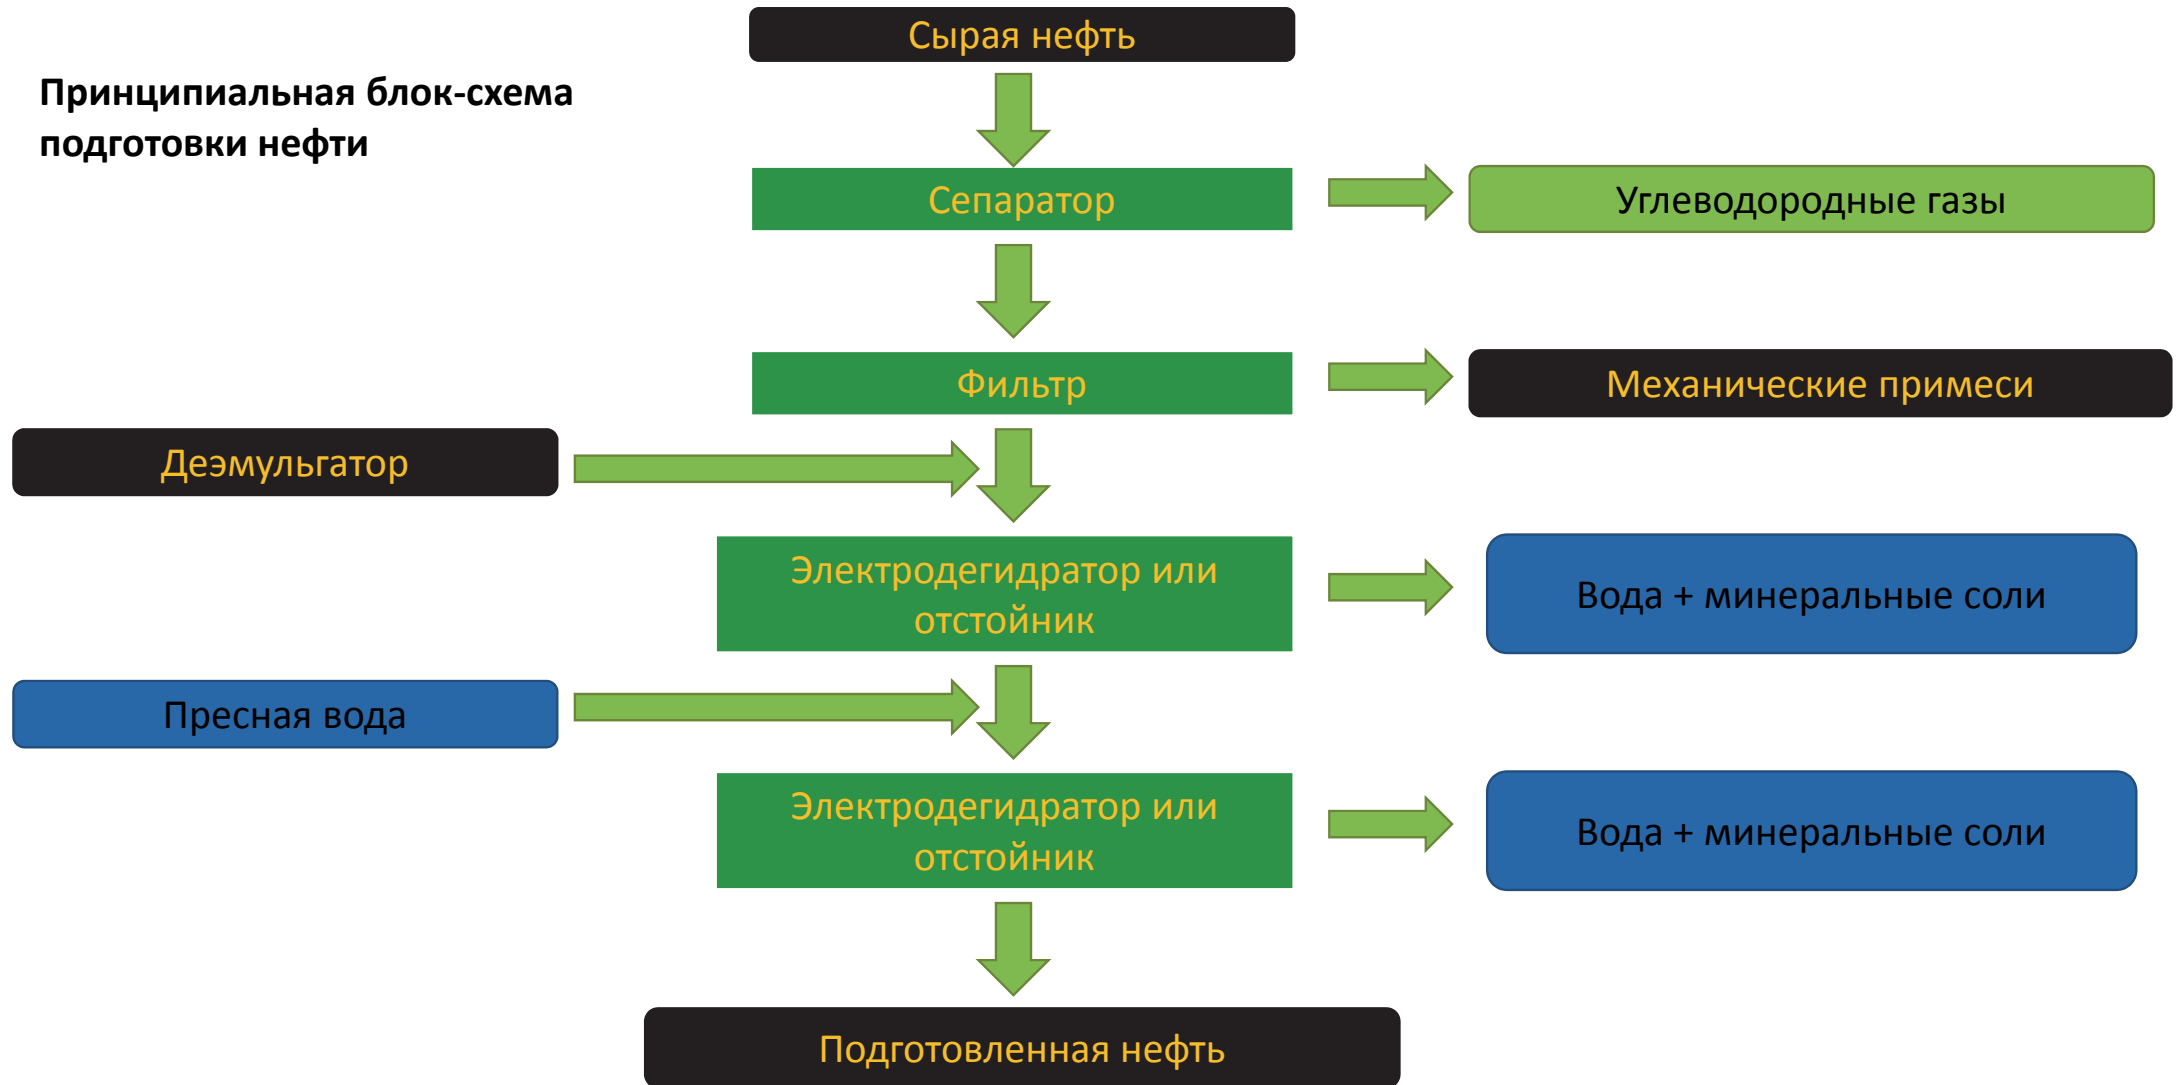 Сырая нефть
Принципиальная блок-схема
подготовки нефти
Сепаратор
Углеводородные газы
Фильтр
Механические примеси
Деэмульгатор
Электродегидратор или
отстойник
Вода + минеральные соли
Пресная вода
Электродегидратор или
отстойник
Вода + минеральные соли
Подготовленная нефть